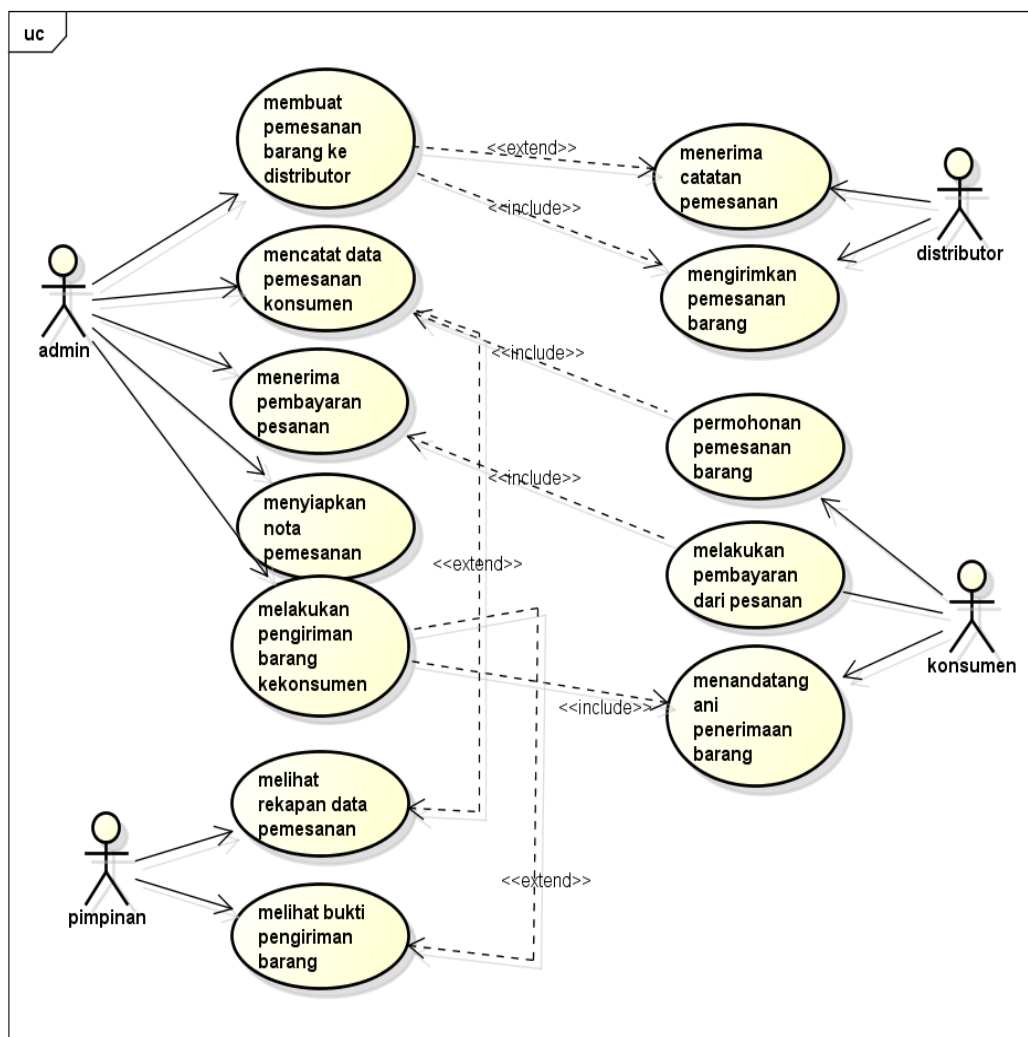 uc
membuat
pemesanan
barang ke
distributor
<<extend>>
menerima
catatan
pemesanan
<<include>>
distributor
mencatat data
pemesanan
konsumen
mengirimkan
pemesanan
barang
admin
<<include>>
menerima
pembayaran
pesanan
permohonan
pemesanan
barang
<<include>>
menyiapkan
nota
pemesanan
melakukan
pembayaran
dari pesanan
<<extend>>
melakukan
pengiriman
barang
kekonsumen
konsumen
menandatang
ani
penerimaan
barang
<<include>>
melihat
rekapan data
pemesanan
<<extend>>
pimpinan
melihat bukti
pengiriman
barang